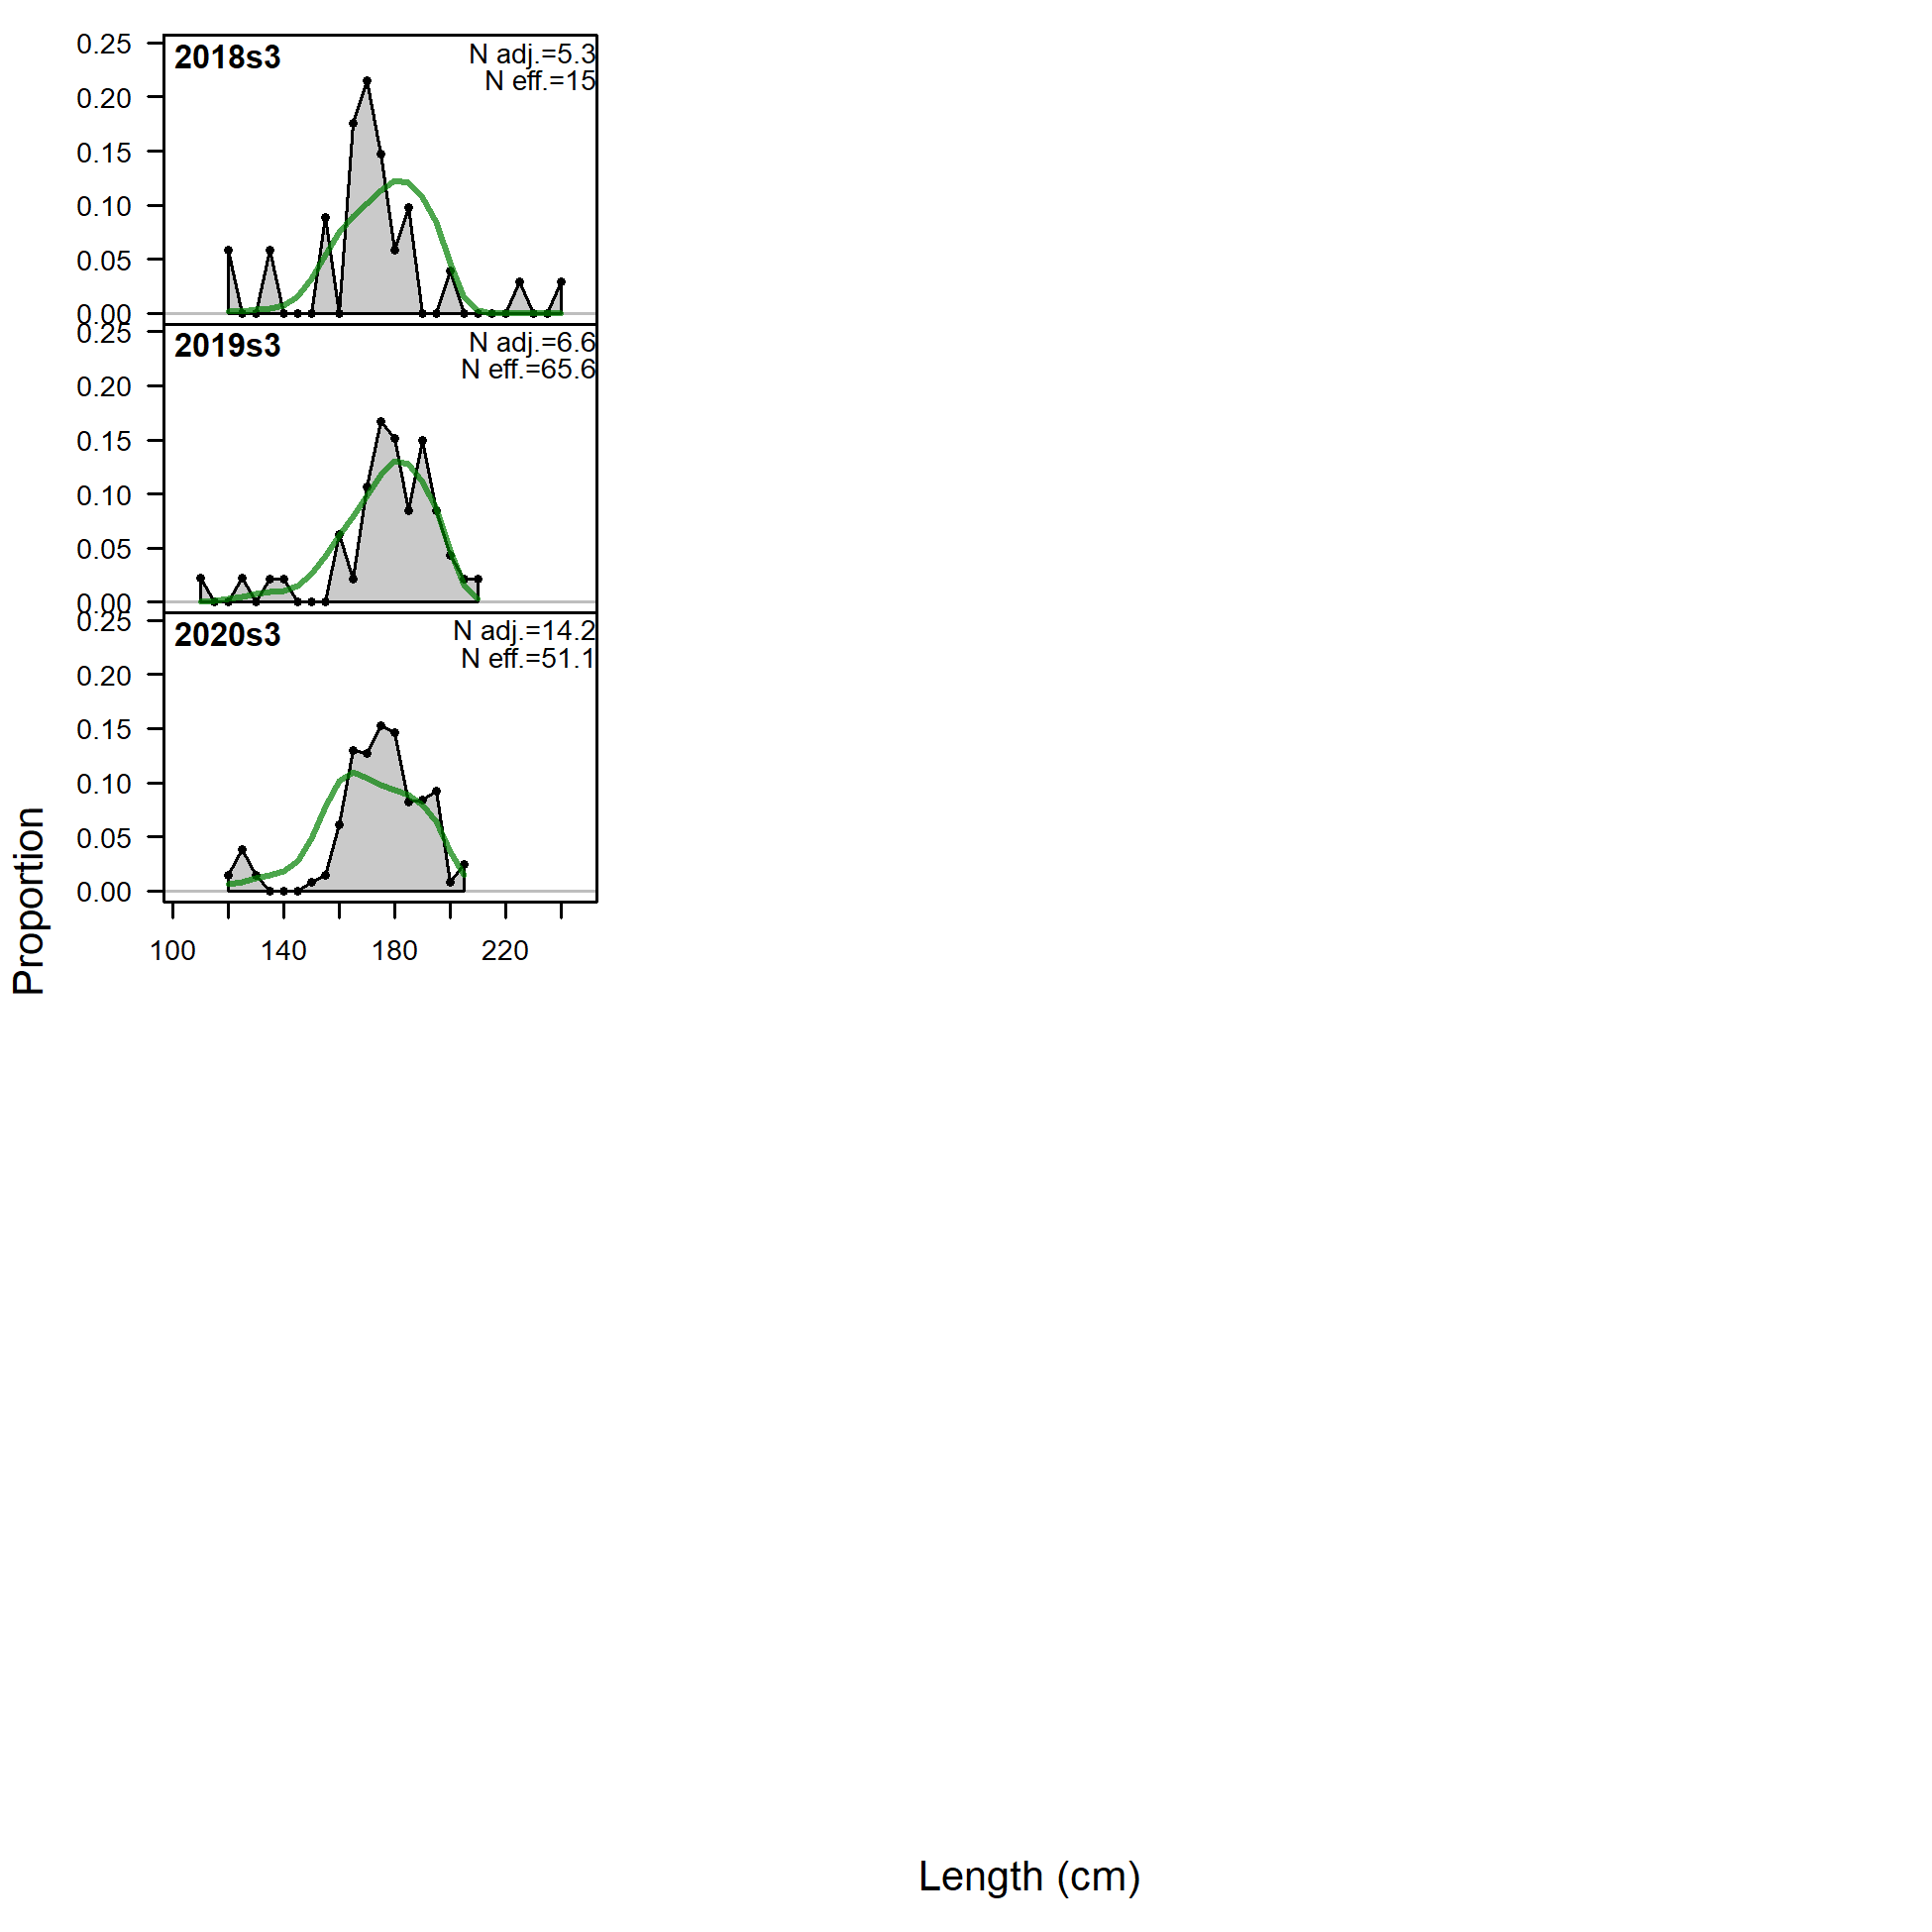 0.25
0.20
0.15
0.10
0.05
0.00
2018s3
N adj.=5.3
N eff.=15
0.25
0.20
0.15
0.10
0.05
0.00
2019s3
N adj.=6.6
N eff.=65.6
0.25
0.20
0.15
0.10
0.05
0.00
2020s3
N adj.=14.2
N eff.=51.1
100 140 180 220
Proportion
Length (cm)